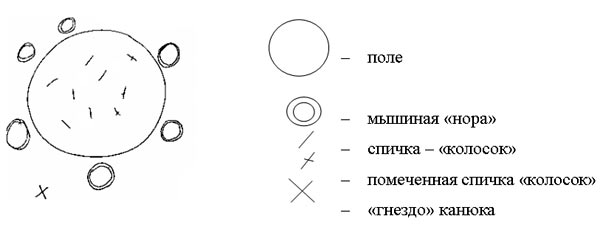 – поле
– мышиная «нора»
– спичка – «колосок»
– помеченная спичка «колосок»
– «гнездо» канюка